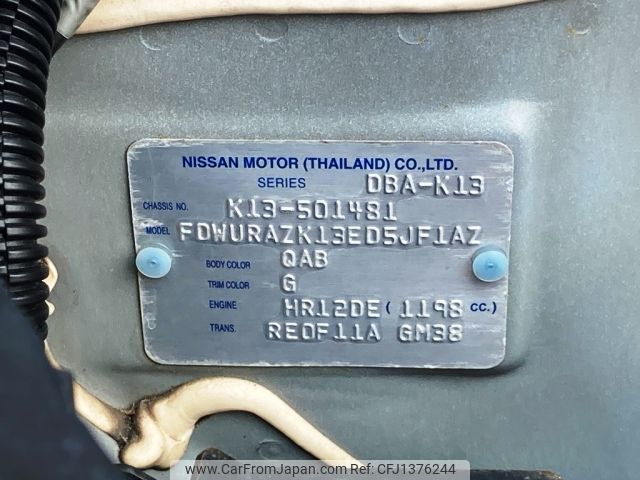 NISSAN MOTOR (THAILAND) CO.,LTD.
SERIES DBA-K13
CHASSIS NO. K13-501481
MODEL FDWURAZK13ED5JF1AZ
BODY COLOR QAB
TRIM COLOR G
ENGINE HR12DE ( 1198 CC.)
TRANS. RE0F11A GM38
www.CarFromJapan.com - CFJ1376244